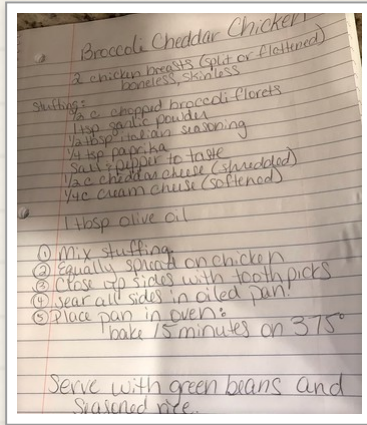 Broccoli Cheddar Chicken
2 chicken breasts (split or flattened)
boneless, skinless
Stuffing:
1/2 c. chopped broccoli florets
1 tsp garlic powder
1/2 tbsp italian seasoning
1/4 tsp paprika
Salt & pepper to taste
1/2 c cheddar cheese (shredded)
1/4 c cream cheese (softened)
1 tbsp olive oil
① Mix stuffing.
② Equally spread on chicken
③ Close up sides with toothpicks
④ Sear all sides in oiled pan.
⑤ Place pan in oven:
bake 15 minutes on 375°
Serve with green beans and
seasoned rice.